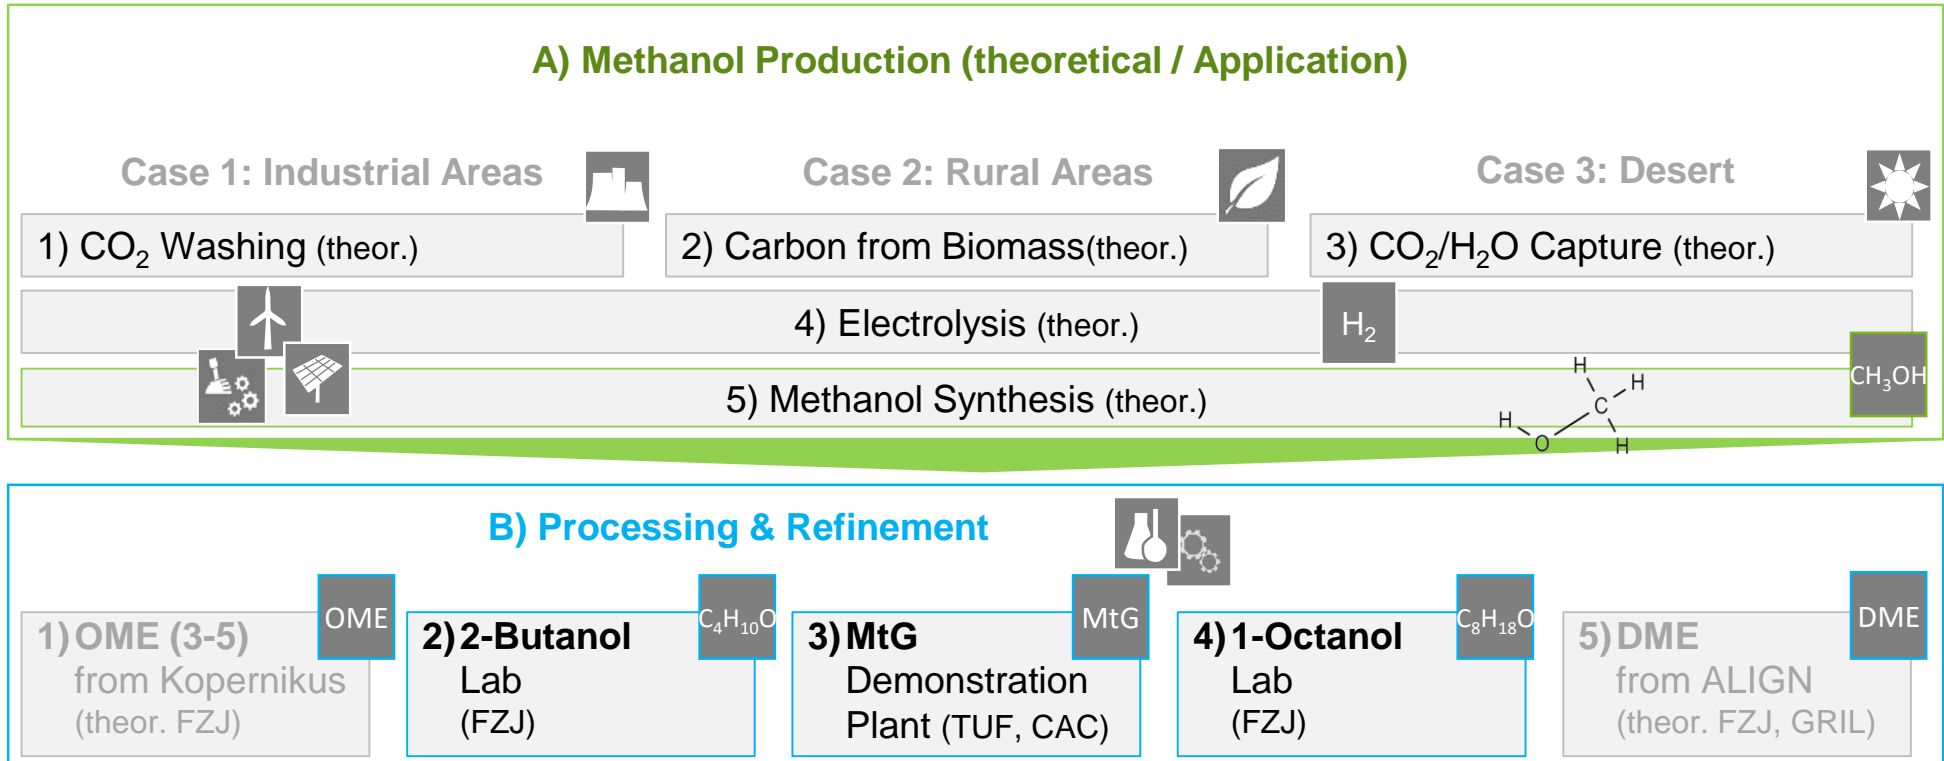 A) Methanol Production (theoretical / Application)
Case 1: Industrial Areas
Case 2: Rural Areas
Case 3: Desert
1) CO₂ Washing (theor.)
2) Carbon from Biomass(theor.)
3) CO₂/H₂O Capture (theor.)
4) Electrolysis (theor.)
H₂
5) Methanol Synthesis (theor.)
CH₃OH
H
H
C
H
O
H
B) Processing & Refinement
OME
1) OME (3-5)
from Kopernikus
(theor. FZJ)
C₄H₁₀O
2) 2-Butanol
Lab
(FZJ)
MtG
3) MtG
Demonstration
Plant (TUF, CAC)
C₈H₁₈O
4) 1-Octanol
Lab
(FZJ)
DME
5) DME
from ALIGN
(theor. FZJ, GRIL)